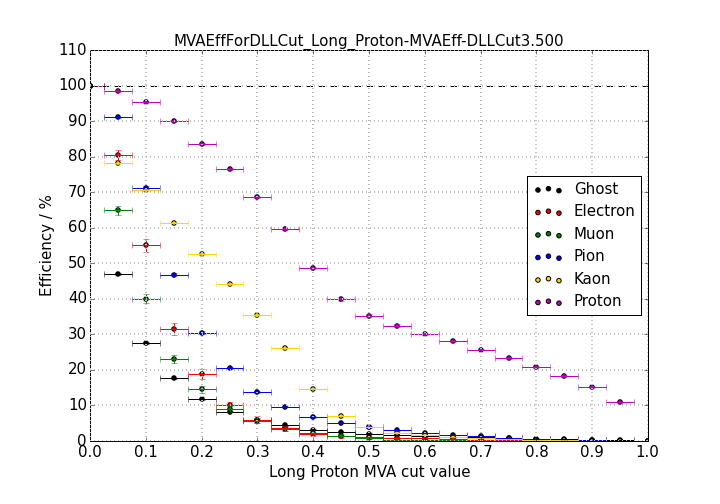 MVAEffForDLLCut_Long_Proton-MVAEff-DLLCut3.500
110
100
90
80
70
60
50
40
30
20
10
0
Efficiency / %
Ghost
Electron
Muon
Pion
Kaon
Proton
0.0 0.1 0.2 0.3 0.4 0.5 0.6 0.7 0.8 0.9 1.0
Long Proton MVA cut value